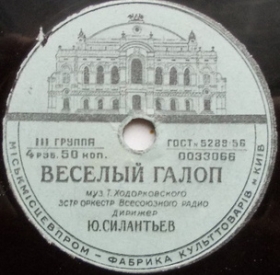 III ГРУППА
4 РУБ. 50 КОП.
ГОСТ-5289-56
0033066
ВЕСЕЛЫЙ ГАЛОП
муз. Т. Ходорковского
эстр оркестр Всесоюзного радио
дирижер
Ю. СИЛАНТЬЕВ
МІСЬКМІСЦЕВПРОМ - ФАБРИКА КУЛЬТТОВАРІВ м КИЇВ